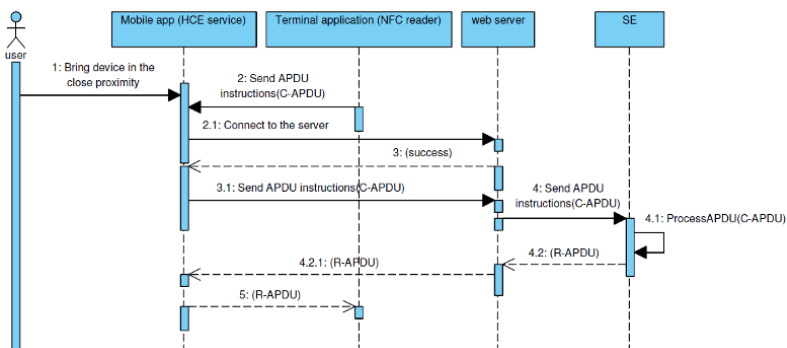 Mobile app (HCE service)
Terminal application (NFC reader)
web server
SE
user
1: Bring device in the
close proximity
2: Send APDU
instructions(C-APDU)
2.1: Connect to the server
3: (success)
3.1: Send APDU instructions(C-APDU)
4: Send APDU
instructions(C-APDU)
4.1: ProcessAPDU(C-APDU)
4.2: (R-APDU)
4.2.1: (R-APDU)
5: (R-APDU)